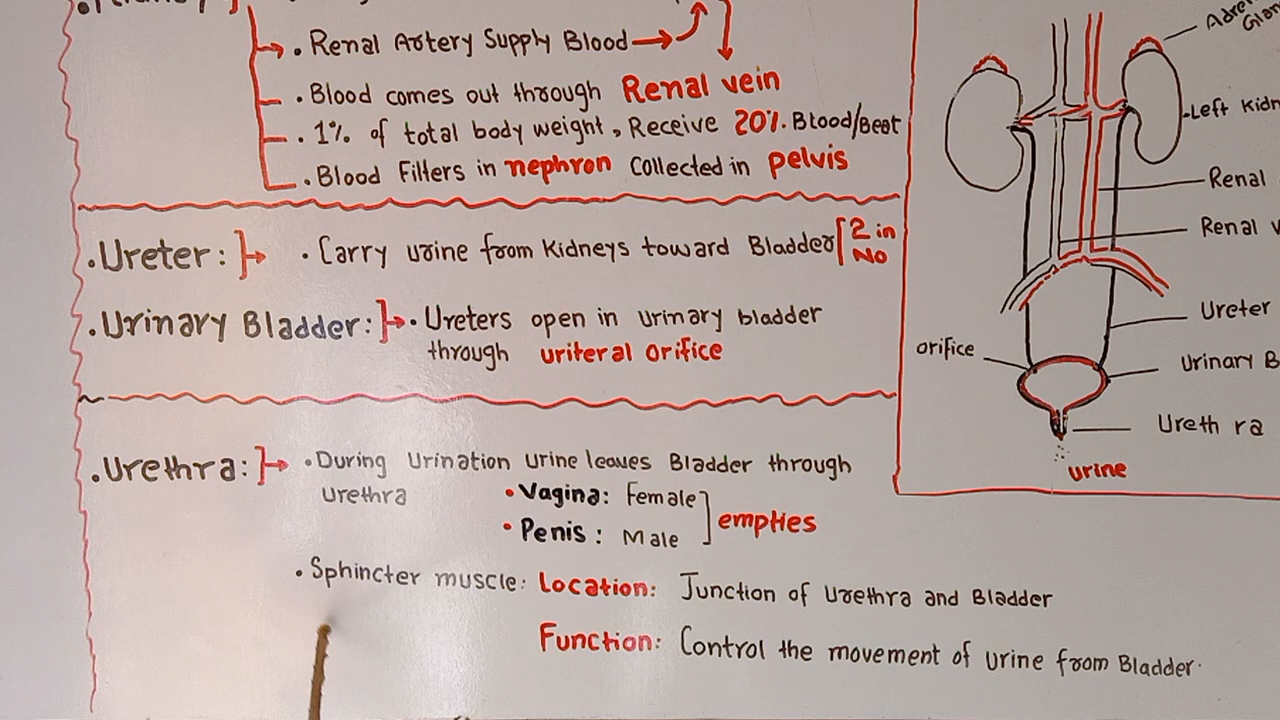 . Renal Artery Supply Blood
. Blood comes out through Renal vein
. 1% of total body weight, Receive 20%. Blood/Beat
. Blood Filters in nephron Collected in pelvis
. Ureter: . Carry urine from Kidneys toward Bladder 2 in
No
. Urinary Bladder: . Ureters open in urinary bladder
through uriteral orifice
. Urethra: . During Urination urine leaves Bladder through
urethra
• Vagina: Female
• Penis: Male
empties
. Sphincter muscle: Location: Junction of Urethra and Bladder
Function: Control the movement of urine from Bladder.
Left
Renal
Renal
Ureter
orifice
Urinary
Ureth ra
urine